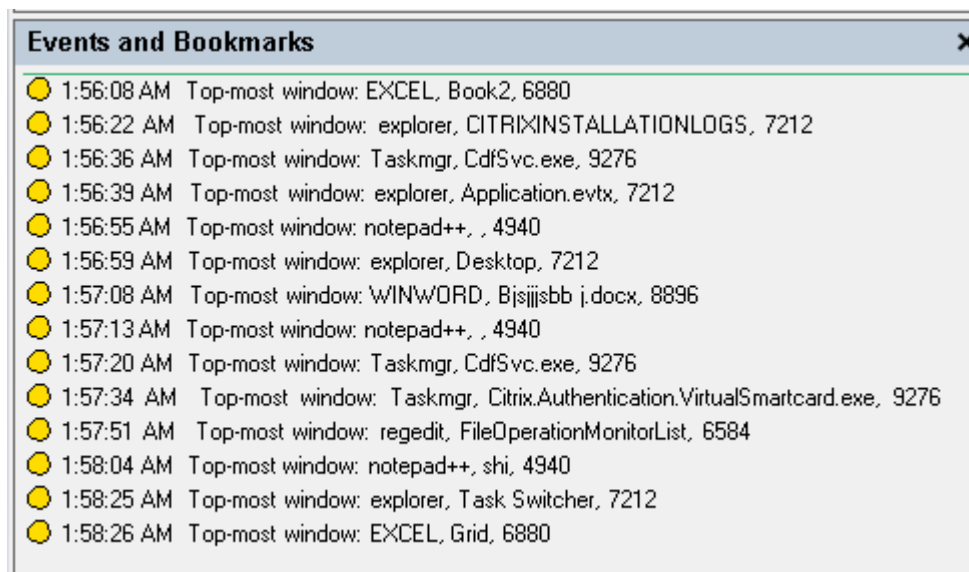 Events and Bookmarks
1:56:08 AM Top-most window: EXCEL, Book2, 6880
1:56:22 AM Top-most window: explorer, CITRIXINSTALLATIONLOGS, 7212
1:56:36 AM Top-most window: Taskmgr, CdfSvc.exe, 9276
1:56:39 AM Top-most window: explorer, Application.evtx, 7212
1:56:55 AM Top-most window: notepad++, , 4940
1:56:59 AM Top-most window: explorer, Desktop, 7212
1:57:08 AM Top-most window: WINWORD, Bjsjjjsbb j.docx, 8896
1:57:13 AM Top-most window: notepad++, , 4940
1:57:20 AM Top-most window: Taskmgr, CdfSvc.exe, 9276
1:57:34 AM Top-most window: Taskmgr, Citrix.Authentication.VirtualSmartcard.exe, 9276
1:57:51 AM Top-most window: regedit, FileOperationMonitorList, 6584
1:58:04 AM Top-most window: notepad++, shi, 4940
1:58:25 AM Top-most window: explorer, Task Switcher, 7212
1:58:26 AM Top-most window: EXCEL, Grid, 6880